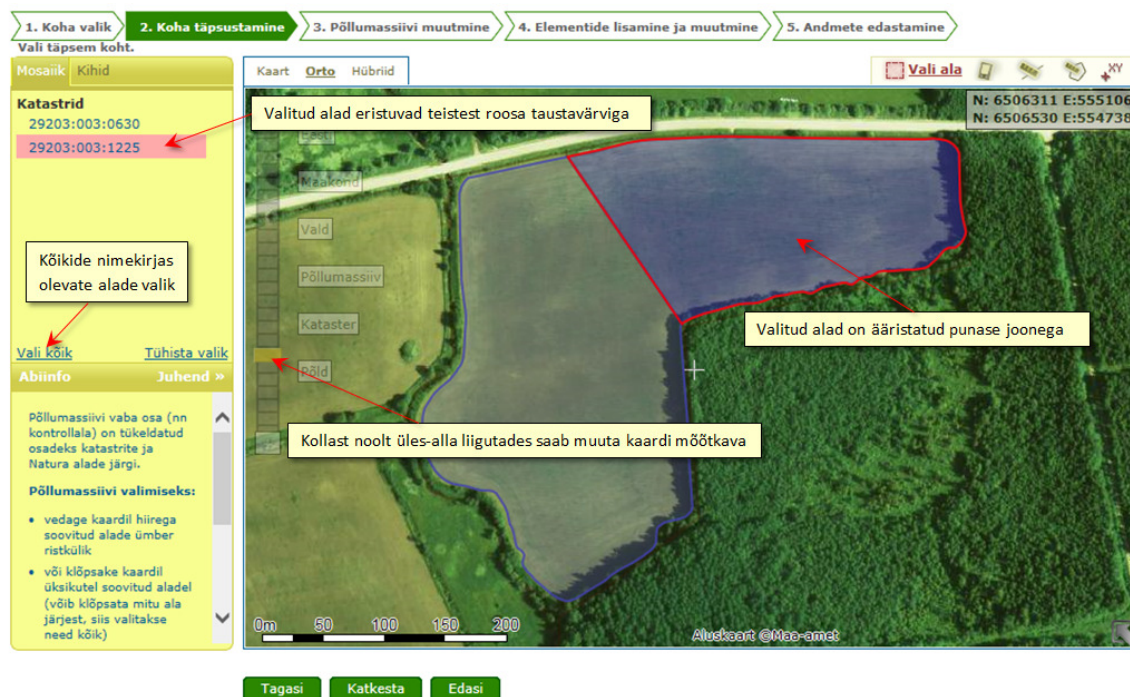 1. Koha valik
2. Koha täpsustamine
3. Põllumassiivi muutmine
4. Elementide lisamine ja muutmine
5. Andmete edastamine
Vali täpsem koht.
Mosaiik
Kihid
Kaart
Orto
Hübriid
Vali ala
XY
Katastrid
29203:003:0630
29203:003:1225
Valitud alad eristuvad teistest roosa taustavärviga
N: 6506311 E:555106
N: 6506530 E:554738
Eesti
Maakond
Vald
Põllumassiiv
Kataster
Põld
Kõikide nimekirjas
olevate alade valik
Valitud alad on ääristatud punase joonega
Vali kõik
Tühista valik
Abiinfo
Juhend »
Kollast noolt üles-alla liigutades saab muuta kaardi mõõtkava
Põllumassiivi vaba osa (nn
kontrollala) on tükeldatud
osadeks katastrite ja
Natura alade järgi.
Põllumassiivi valimiseks:
• vedage kaardil hiirega
soovitud alade ümber
ristkülik
• või klõpsake kaardil
üksikutel soovitud aladel
(võib klõpsata mitu ala
järjest, siis valitakse
need kõik)
0m 50 100 150 200
Aluskaart @Maa-amet
Tagasi
Katkesta
Edasi